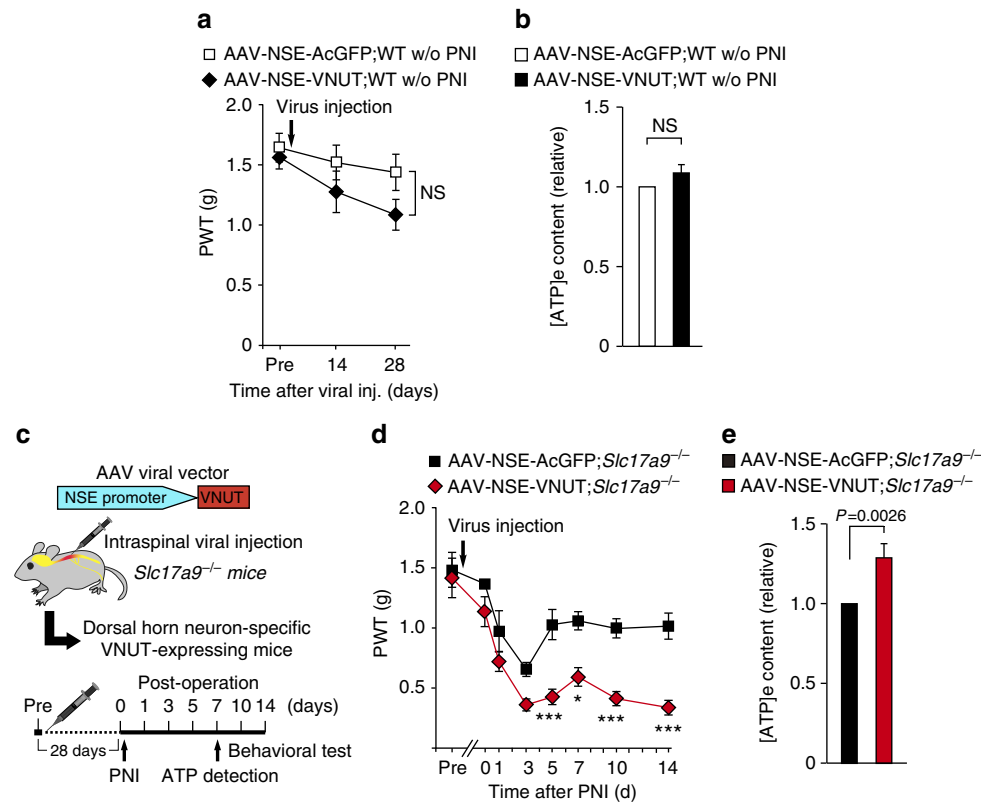 a
AAV-NSE-AcGFP;WT w/o PNI
AAV-NSE-VNUT;WT w/o PNI
Virus injection
2.0
1.5
1.0
0.5
0
PWT (g)
NS
Pre 14 28
Time after viral inj. (days)
b
AAV-NSE-AcGFP;WT w/o PNI
AAV-NSE-VNUT;WT w/o PNI
1.5
1.0
0.5
0
[ATP]e content (relative)
NS
c
AAV viral vector
NSE promoter VNUT
Intraspinal viral injection
Slc17a9−/− mice
Dorsal horn neuron-specific
VNUT-expressing mice
Post-operation
Pre 0 1 3 5 7 10 14 (days)
28 days
Behavioral test
PNI ATP detection
d
AAV-NSE-AcGFP;Slc17a9−/−
AAV-NSE-VNUT;Slc17a9−/−
Virus injection
2.0
1.5
1.0
0.5
PWT (g)
*** * *** ***
Pre 0 1 3 5 7 10 14
Time after PNI (d)
e
AAV-NSE-AcGFP;Slc17a9−/−
AAV-NSE-VNUT;Slc17a9−/−
P=0.0026
1.5
1.0
0.5
0
[ATP]e content (relative)